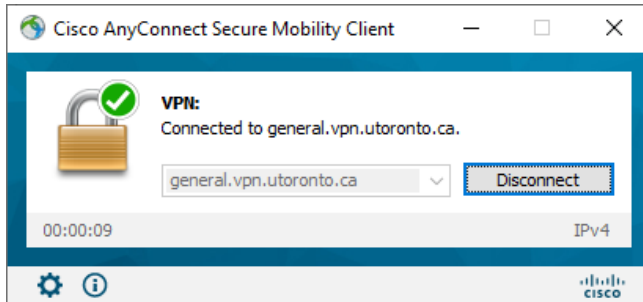 Cisco AnyConnect Secure Mobility Client
VPN:
Connected to general.vpn.utoronto.ca.
general.vpn.utoronto.ca
Disconnect
00:00:09
IPv4
CISCO